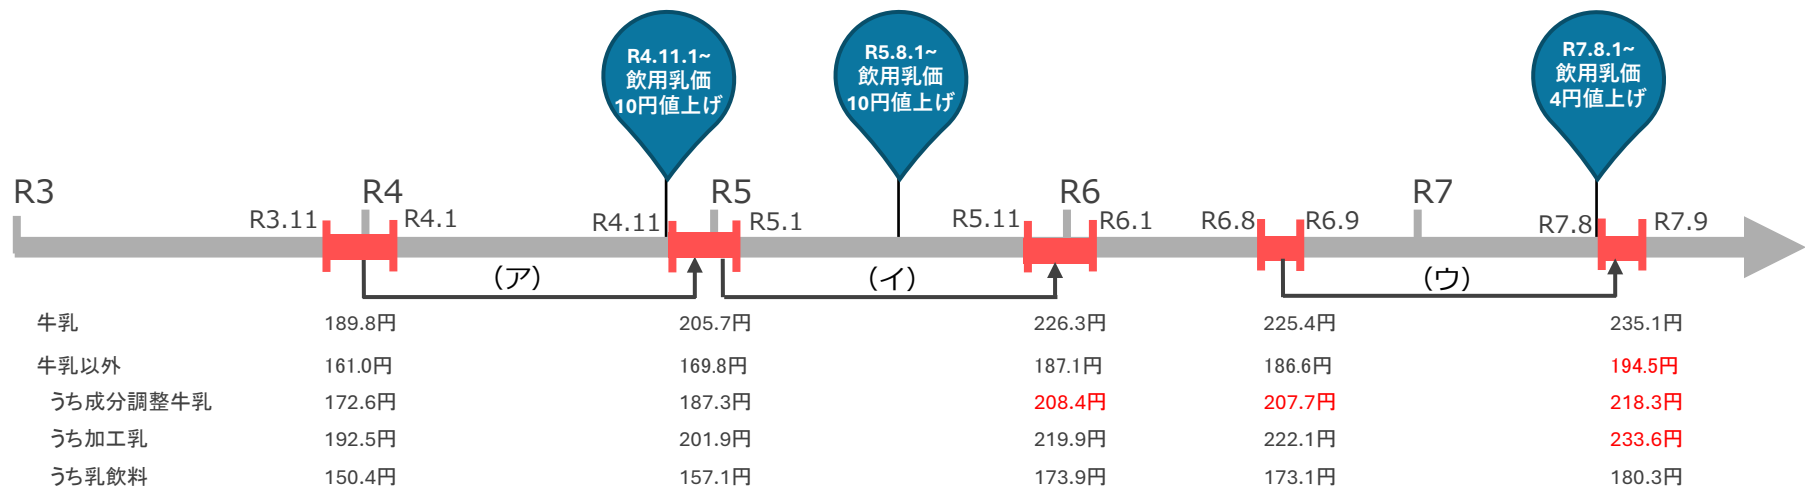 R4.11.1~
飲用乳価
10円値上げ
R5.8.1~
飲用乳価
10円値上げ
R7.8.1~
飲用乳価
4円値上げ
R3 R4 R5 R6 R7
R3.11 R4.1 R4.11 R5.1 R5.11 R6.1 R6.8 R6.9 R7.8 R7.9
（ア） （イ） （ウ）
牛乳 189.8円 205.7円 226.3円 225.4円 235.1円
牛乳以外 161.0円 169.8円 187.1円 186.6円 194.5円
うち成分調整牛乳 172.6円 187.3円 208.4円 207.7円 218.3円
うち加工乳 192.5円 201.9円 219.9円 222.1円 233.6円
うち乳飲料 150.4円 157.1円 173.9円 173.1円 180.3円